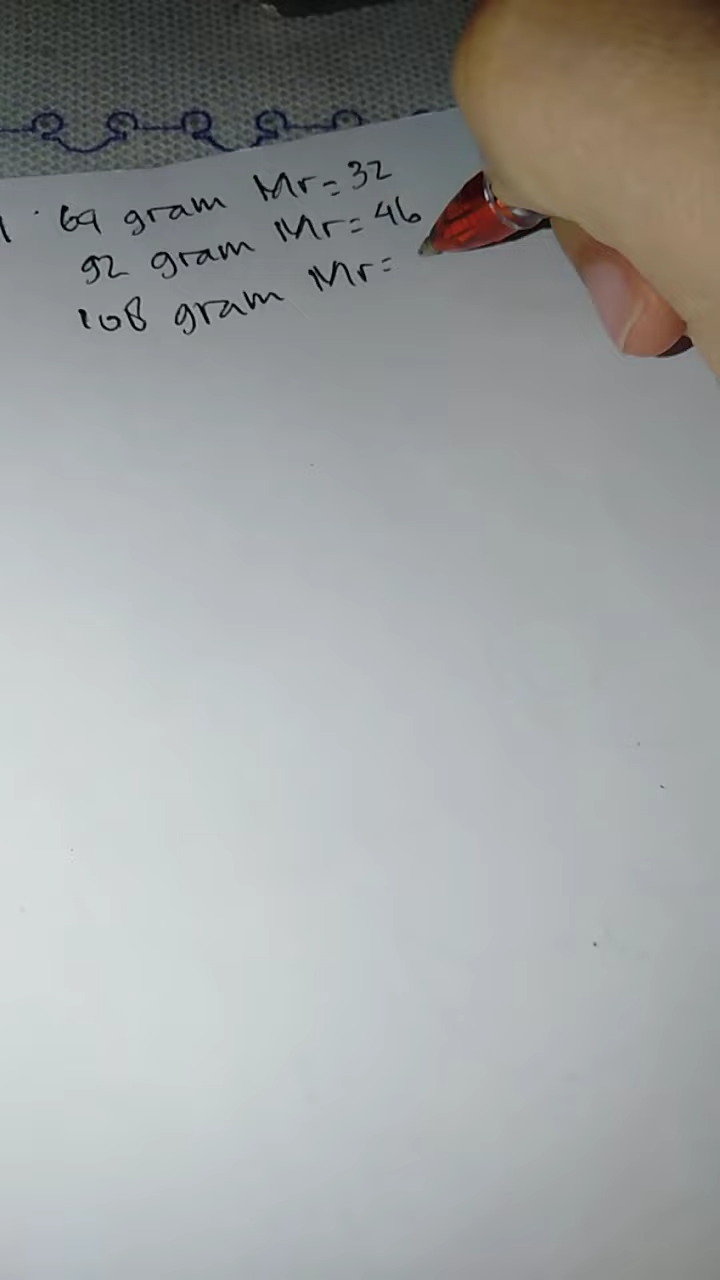 1. 64 gram Mr = 32
92 gram Mr = 46
108 gram Mr =